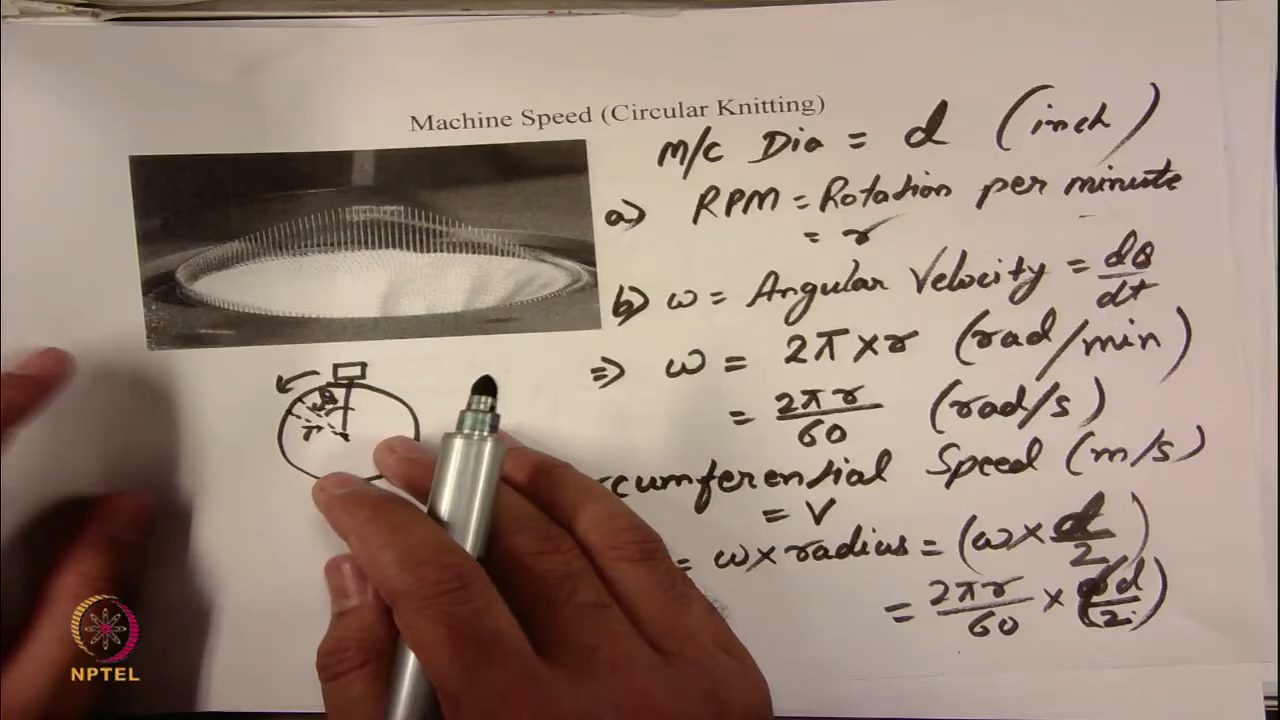 Machine Speed (Circular Knitting)
M/C Dia = d (inch)
a) RPM = Rotation per minute
= r
b) ω = Angular Velocity = dθ/dt
⇒ ω = 2π × r (rad/min)
= 2πr/60 (rad/s)
rcumferential Speed (m/s)
= V
= ω × radius = (ω × d/2)
= 2πr/60 × (d/2)
θ
r
NPTEL